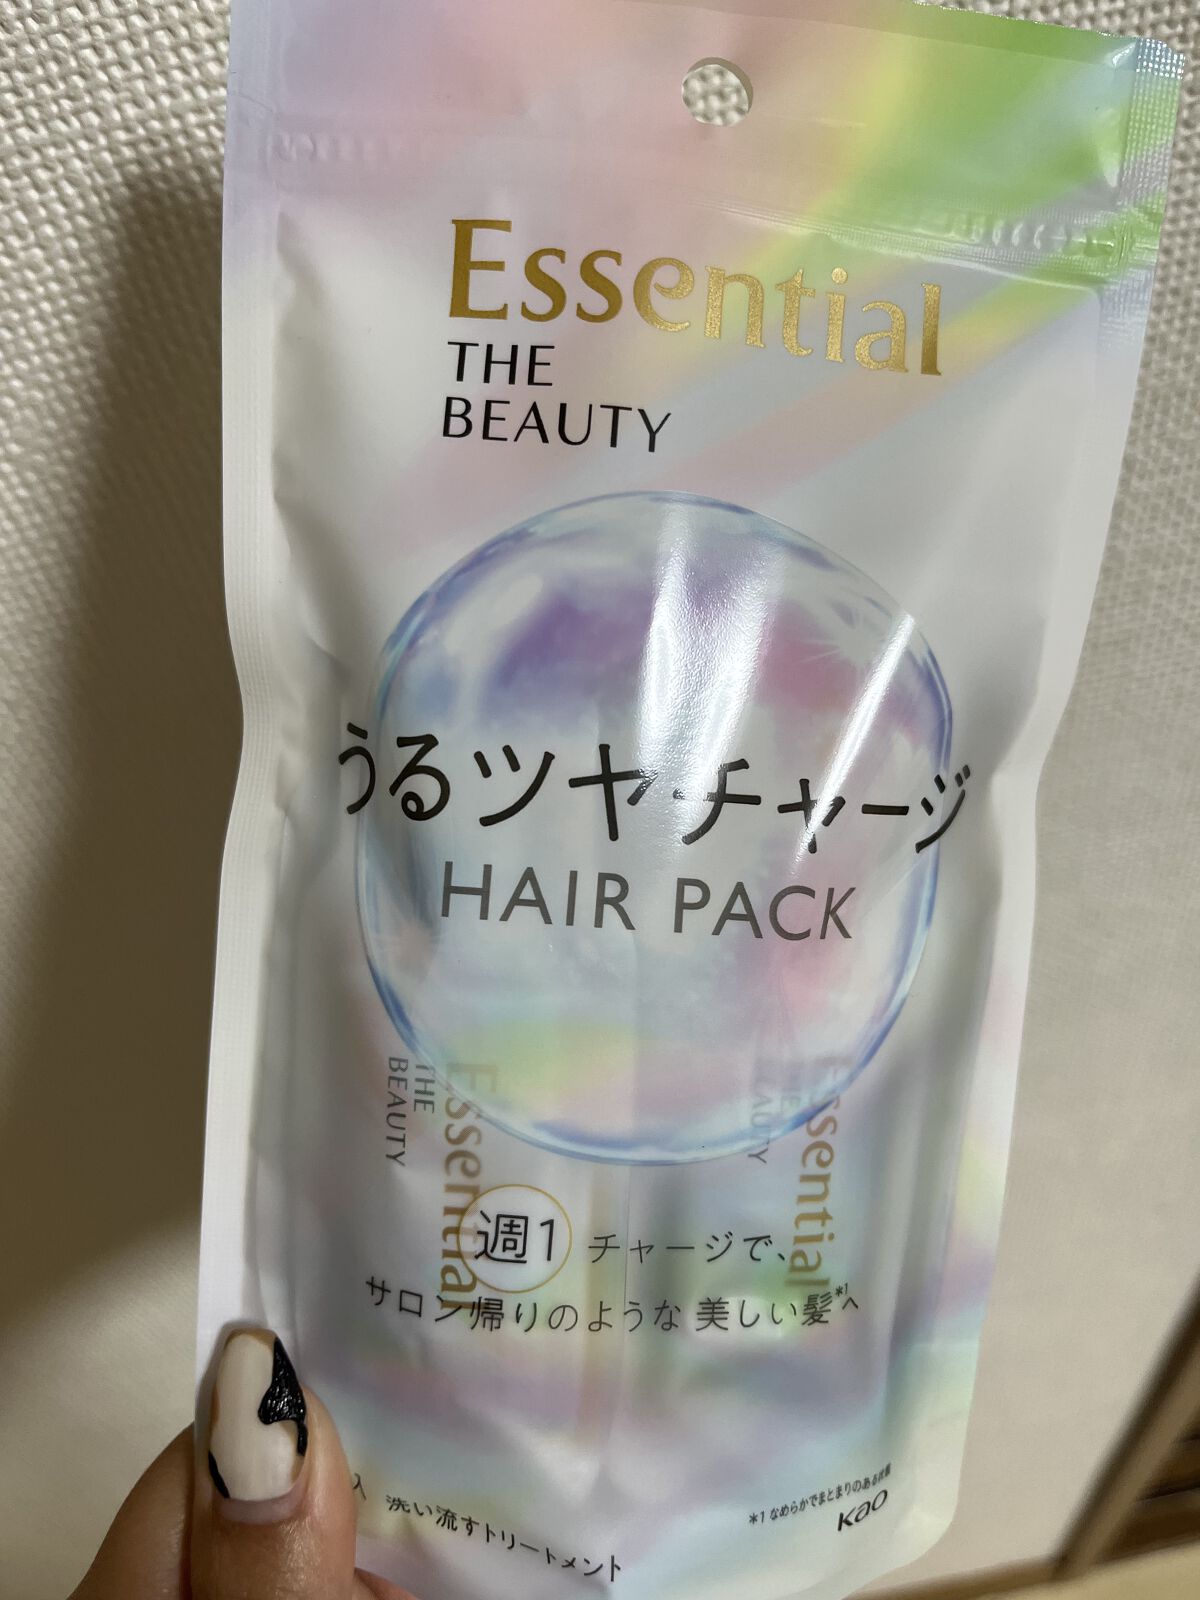 Essential
THE
BEAUTY
うるツヤチャージ
HAIR PACK
THE
BEAUTY
Essential
THE
BEAUTY
Essential
週1 チャージで、
サロン帰りのような 美しい髪*1へ
入 洗い流すトリートメント
*1 なめらかでまとまりのある状態
Kao